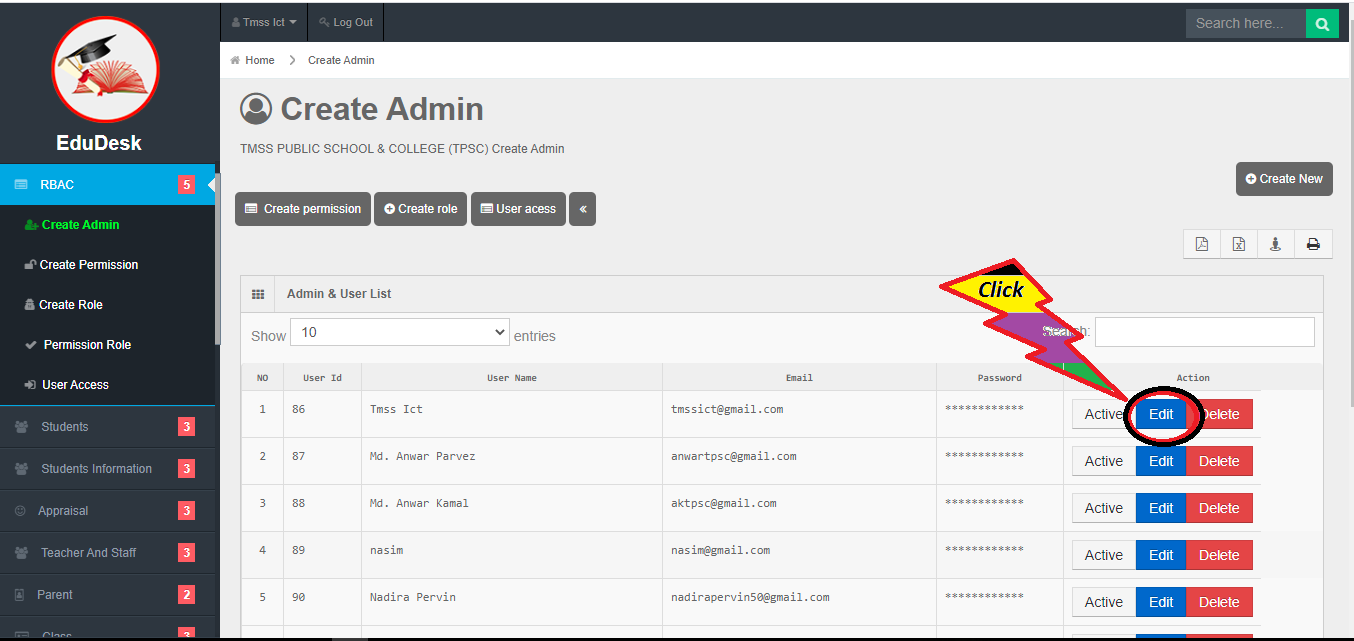 Tmss Ict
Log Out
Search here...
EduDesk
Home
Create Admin
Create Admin
TMSS PUBLIC SCHOOL & COLLEGE (TPSC) Create Admin
Create New
RBAC 5
Create Admin
Create Permission
Create Role
Permission Role
User Access
Students 3
Students Information 3
Appraisal 3
Teacher And Staff 3
Parent 2
Class 3
Create permission
Create role
User acess
«
Click
Admin & User List
Show 10 entries
Search:
NO User Id User Name Email Password Action
1 86 Tmss Ict tmssict@gmail.com ************ Active Edit Delete
2 87 Md. Anwar Parvez anwartpsc@gmail.com ************ Active Edit Delete
3 88 Md. Anwar Kamal aktpsc@gmail.com ************ Active Edit Delete
4 89 nasim nasim@gmail.com ************ Active Edit Delete
5 90 Nadira Pervin nadirapervin50@gmail.com ************ Active Edit Delete